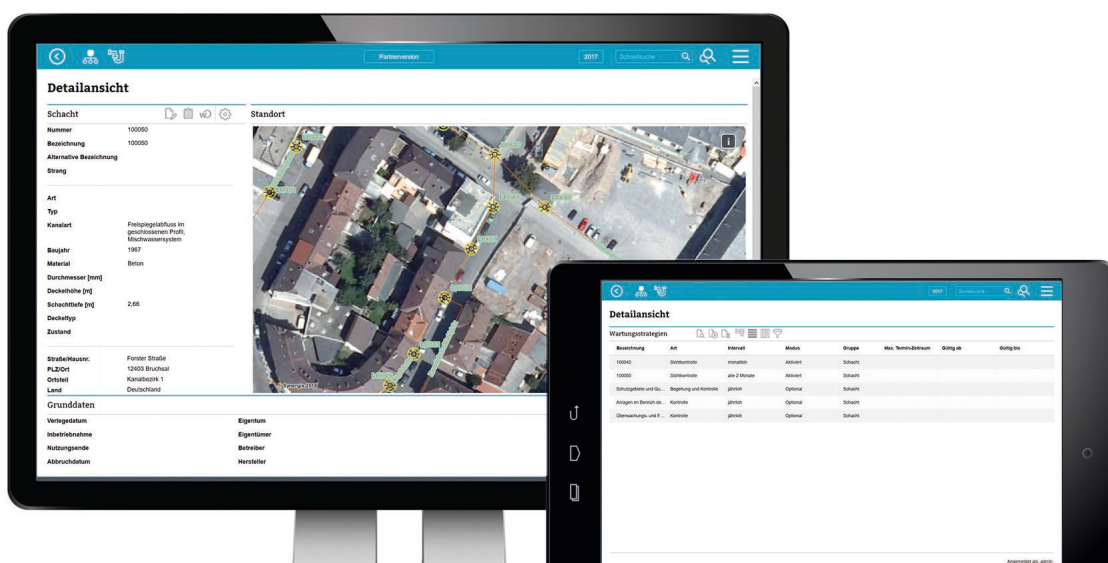 Partnerversion
2017
Schnellsuche
Detailansicht
Schacht
Nummer 100050
Bezeichnung 100050
Alternative Bezeichnung
Strang
Art
Typ
Kanalart Freispiegelabfluss im
geschlossenen Profil,
Mischwassersystem
Baujahr 1967
Material Beton
Durchmesser [mm]
Deckelhöhe [m]
Schachttiefe [m] 2,66
Deckeltyp
Zustand
Straße/Hausnr. Forster Straße
PLZ/Ort 12403 Bruchsal
Ortsteil Kanalbezirk 1
Land Deutschland
Standort
i
Synergis 2016
Grunddaten
Verlegedatum Eigentum
Inbetriebnahme Eigentümer
Nutzungsende Betreiber
Abbruchdatum Hersteller
2017 Schnellsuche
Detailansicht
Wartungsstrategien
Bezeichnung Art Intervall Modus Gruppe Max. Termin-Zeitraum Gültig ab Gültig bis
100040 Sichtkontrolle monatlich Aktiviert Schacht
100050 Sichtkontrolle alle 2 Monate Aktiviert Schacht
Schutzgebiete und Qu... Begehung und Kontrolle jährlich Optional Schacht
Anlagen im Bereich de... Kontrolle jährlich Optional Schacht
Überwachungs- und F... Kontrolle jährlich Optional Schacht
Angemeldet als, admin